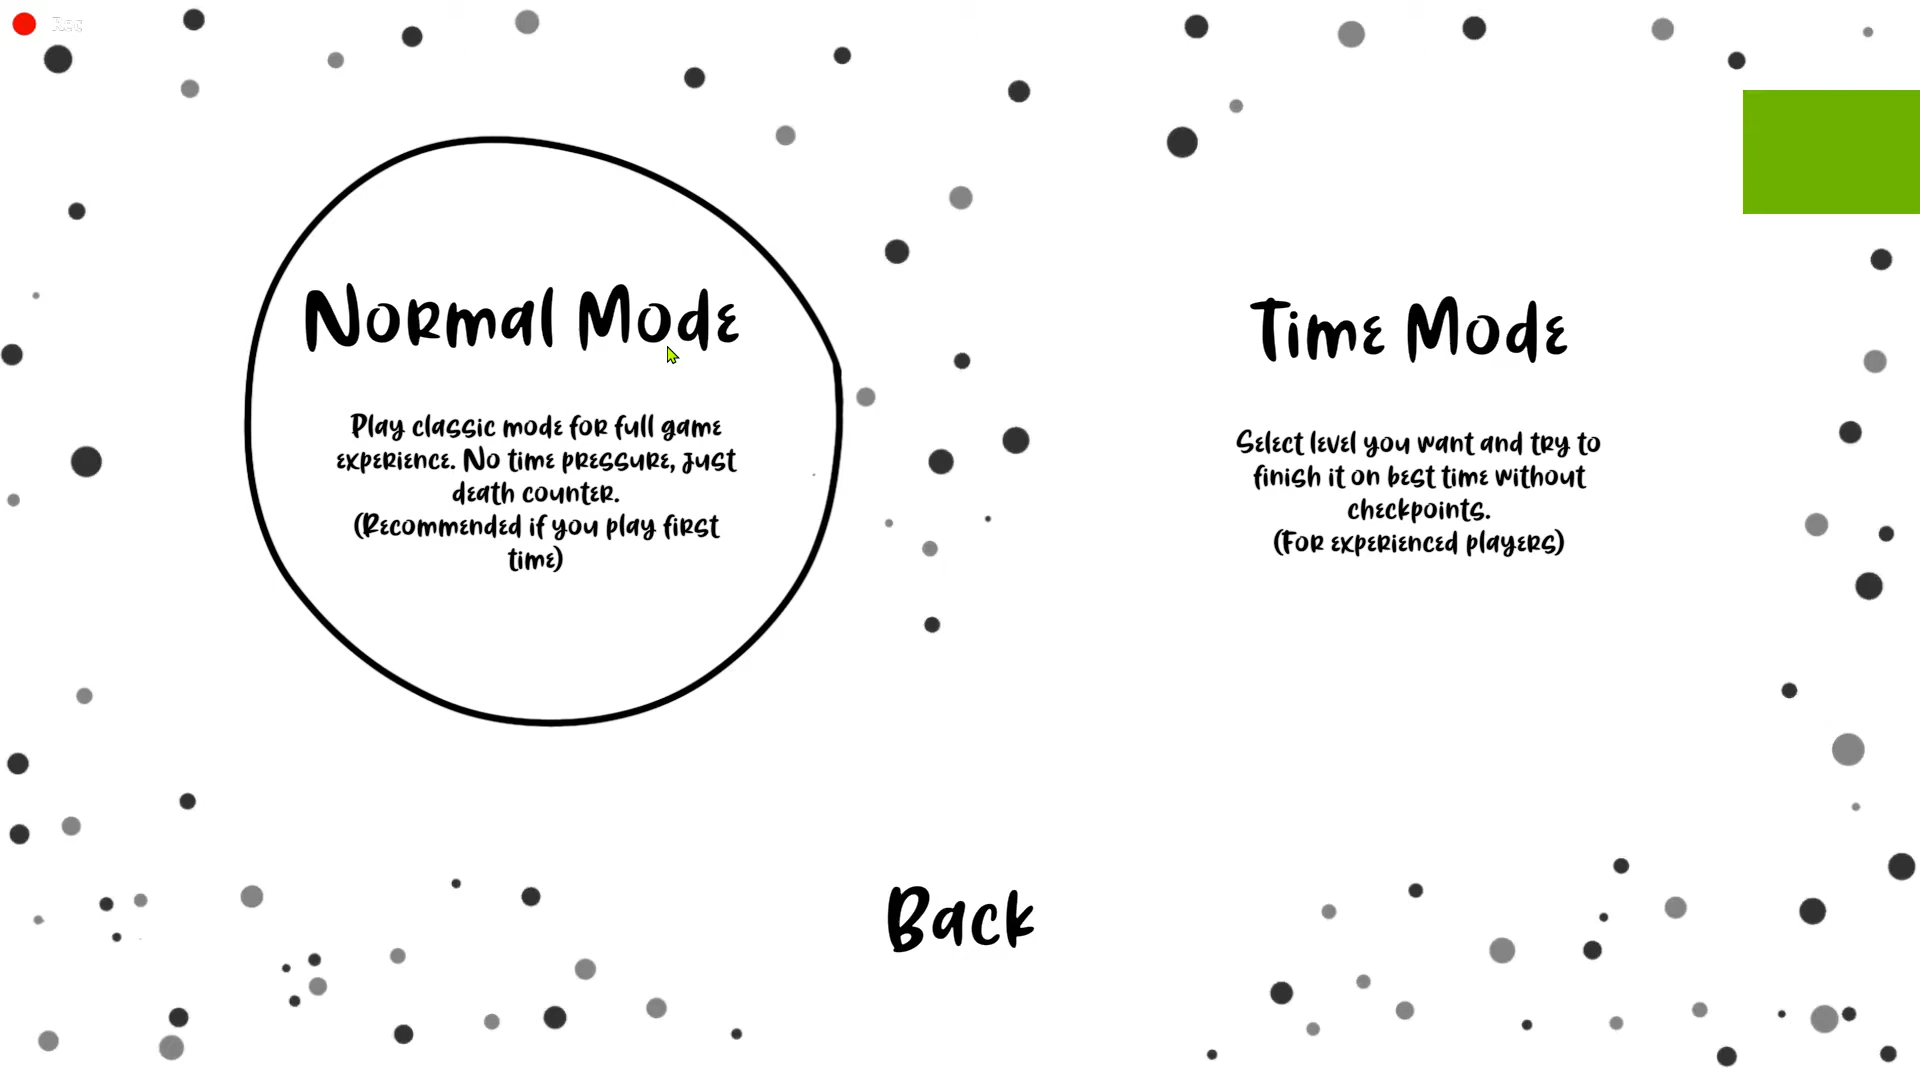 Rec
Normal Mode
Play classic mode for full game
experience. No time pressure, just
death counter.
(Recommended if you play first
time)
Time Mode
Select level you want and try to
finish it on best time without
checkpoints.
(For experienced players)
Back